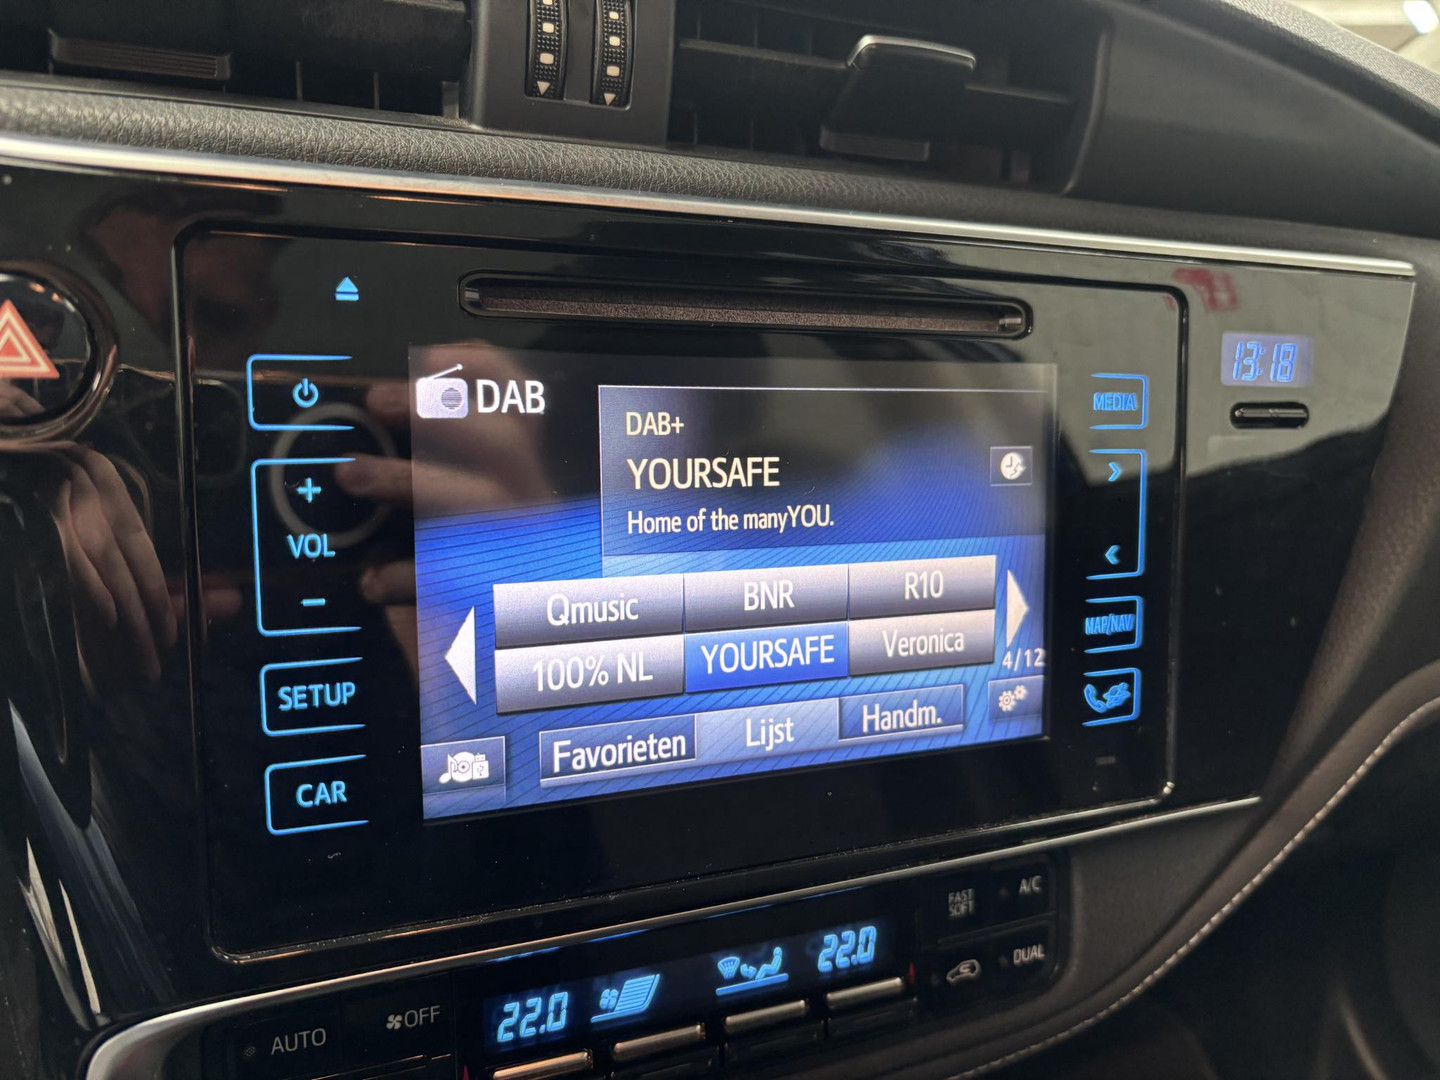 13:18
DAB
DAB+
YOURSAFE
Home of the manyYOU.
Qmusic BNR R10
100% NL YOURSAFE Veronica
4/12
Favorieten Lijst Handm.
+
VOL
−
SETUP
CAR
MEDIA
MAP/NAV
AUTO
OFF
22.0
22.0
FAST
SOFT
A/C
DUAL